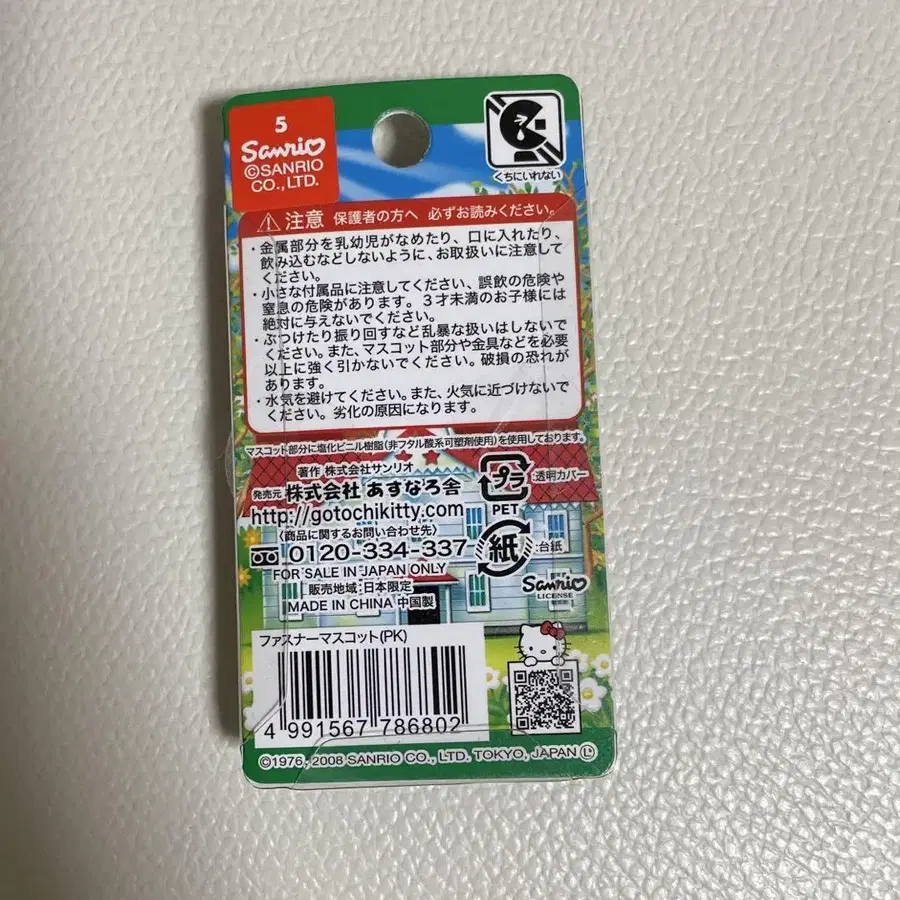 5
Sanrio
©SANRIO
CO., LTD.
くちにいれない
注意 保護者の方へ 必ずお読みください。
・金属部分を乳幼児がなめたり、口に入れたり、
飲み込むなどしないように、お取扱いに注意して
ください。
・小さな付属品に注意してください、誤飲の危険や
窒息の危険があります。3才未満のお子様には
絶対に与えないでください。
・ぶつけたり振り回すなど乱暴な扱いはしないで
ください。また、マスコット部分や金具などを必要
以上に強く引かないでください。破損の恐れが
あります。
・水気を避けてください。また、火気に近づけないで
ください。劣化の原因になります。
マスコット部分に塩化ビニル樹脂(非フタル酸系可塑剤使用)を使用しております。
著作 株式会社サンリオ
発売元 株式会社 あすなろ舎
http://gotochikitty.com
〈商品に関するお問い合わせ先〉
0120-334-337
FOR SALE IN JAPAN ONLY
販売地域:日本限定
MADE IN CHINA 中国製
プラ
:透明カバー
PET
紙
:台紙
Sanrio
LICENSE
ファスナーマスコット(PK)
4 991567 786802
©1976, 2008 SANRIO CO., LTD. TOKYO, JAPAN Ⓛ